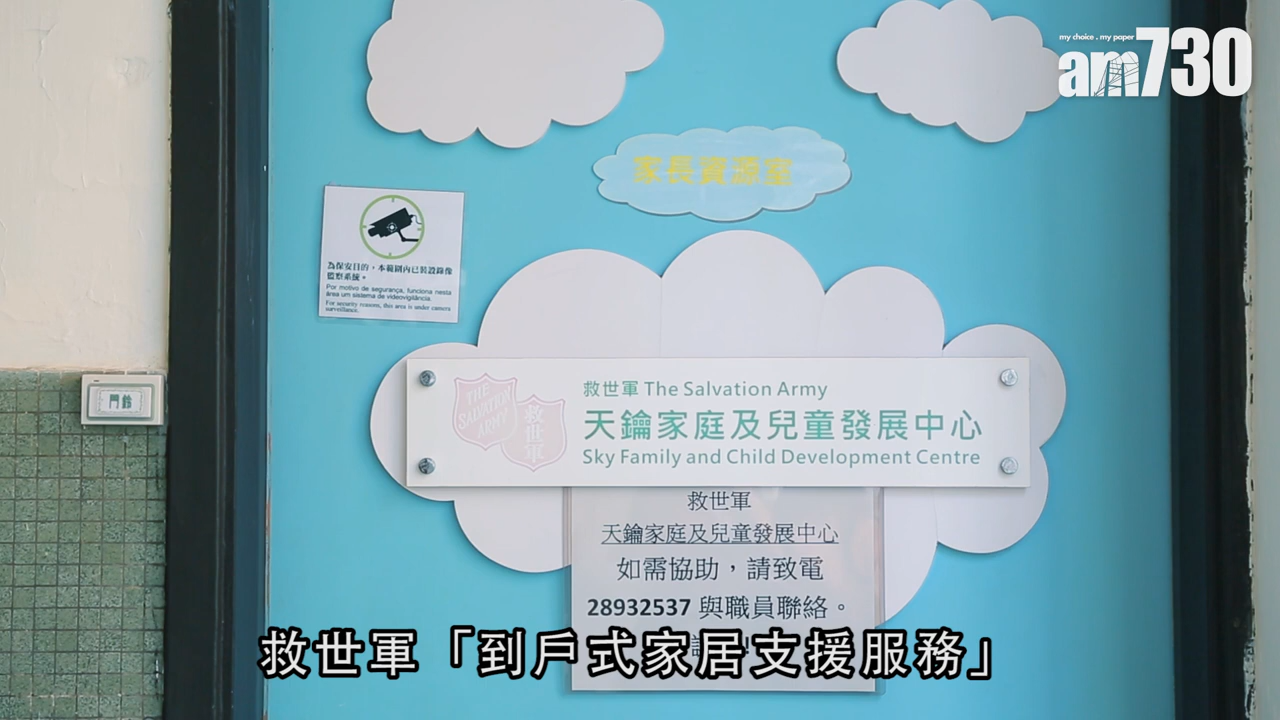 my choice . my paper
am730
家長資源室
為保安目的，本範圍內已裝設錄像
監察系統。
Por motivo de segurança, funciona nesta
área um sistema de videovigilância.
For security reasons, this area is under camera
surveillance.
門鈴
THE
SALVATION
ARMY
救世軍
救世軍 The Salvation Army
天鑰家庭及兒童發展中心
Sky Family and Child Development Centre
救世軍
天鑰家庭及兒童發展中心
如需協助，請致電
28932537 與職員聯絡。
救世軍「到戶式家居支援服務」